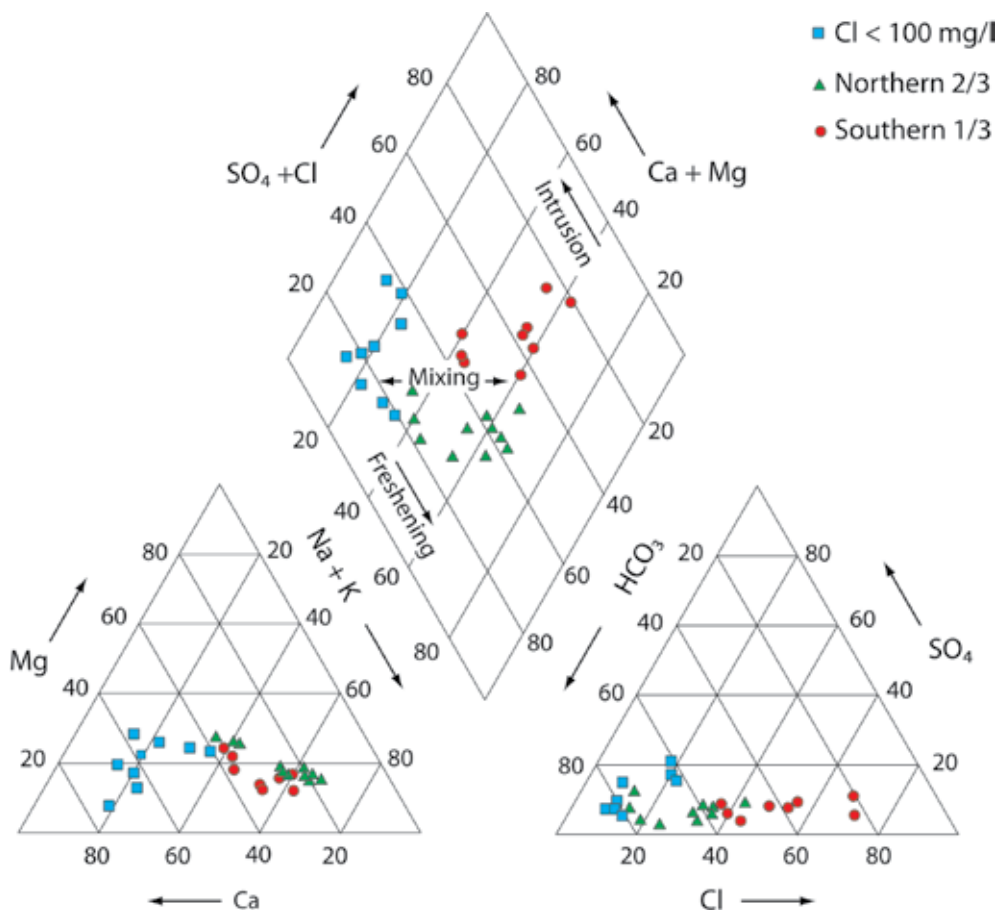 Cl < 100 mg/l
Northern 2/3
Southern 1/3
80 80
SO₄ +Cl
Ca + Mg
60 60
40 40
Intrusion
20 20
Mixing
20 20
Freshening
40 40
60 60
80 80
Na + K
HCO₃
Mg
80 20
60 40
40 60
20 80
80 60 40 20
Ca
SO₄
20 80
40 60
60 40
80 20
20 40 60 80
Cl